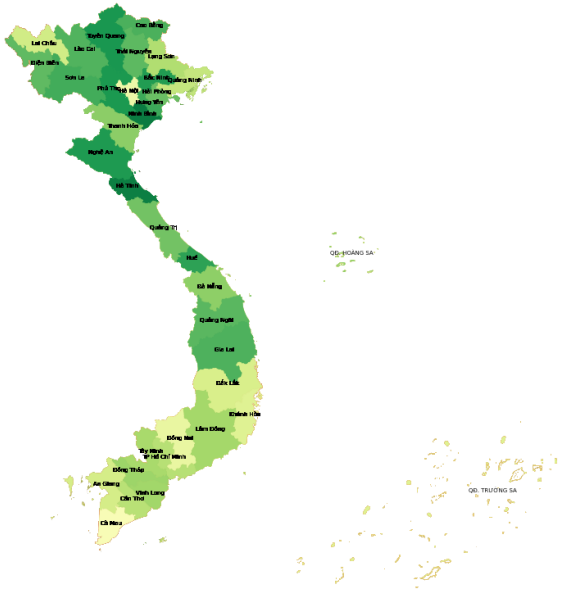 Cao Bằng
Tuyên Quang
Lai Châu
Lào Cai
Thái Nguyên
Lạng Sơn
Điện Biên
Sơn La
Bắc Ninh
Quảng Ninh
Phú Thọ
Hà Nội
Hải Phòng
Hưng Yên
Ninh Bình
Thanh Hóa
Nghệ An
Hà Tĩnh
Quảng Trị
Huế
QĐ. HOÀNG SA
Đà Nẵng
Quảng Ngãi
Gia Lai
Đắk Lắk
Khánh Hòa
Lâm Đồng
Đồng Nai
Tây Ninh
TP Hồ Chí Minh
Đồng Tháp
An Giang
Vĩnh Long
Cần Thơ
QĐ. TRƯỜNG SA
Cà Mau